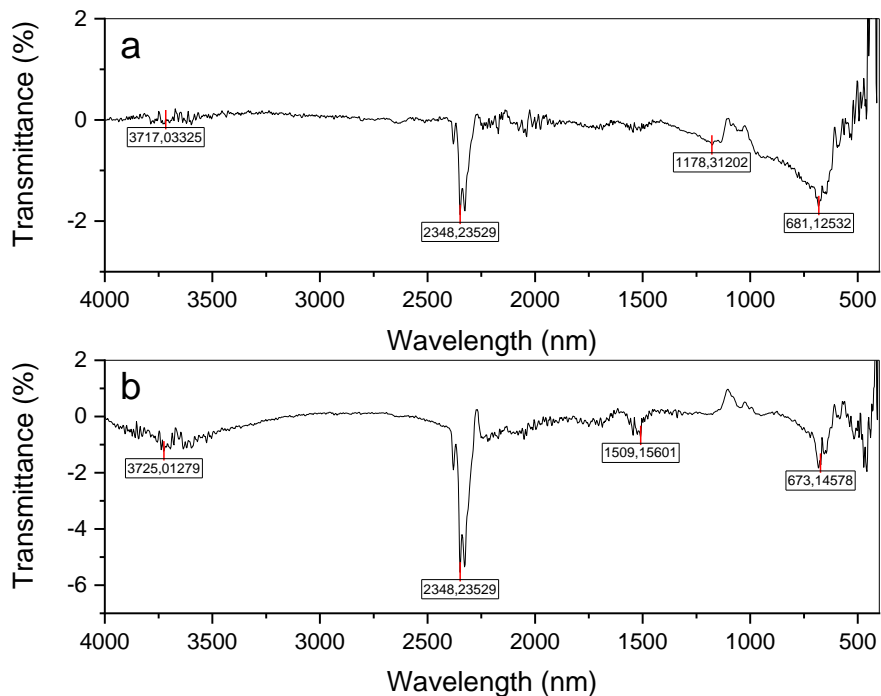 a
Transmittance (%)
2
0
-2
3717,03325
2348,23529
1178,31202
681,12532
4000 3500 3000 2500 2000 1500 1000 500
Wavelength (nm)
b
Transmittance (%)
2
0
-2
-4
-6
3725,01279
2348,23529
1509,15601
673,14578
4000 3500 3000 2500 2000 1500 1000 500
Wavelength (nm)